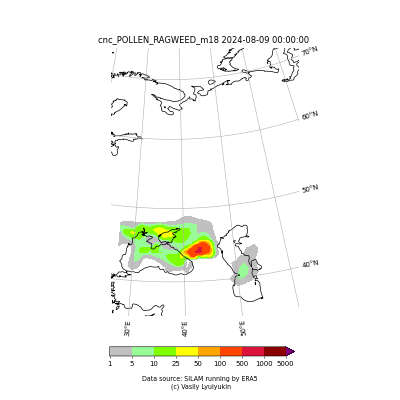 cnc_POLLEN_RAGWEED_m18 2024-08-09 00:00:00
70°N
60°N
50°N
40°N
30°E 40°E 50°E
1 5 10 25 50 100 500 1000 5000
Data source: SILAM running by ERA5
(c) Vasily Lyulyukin